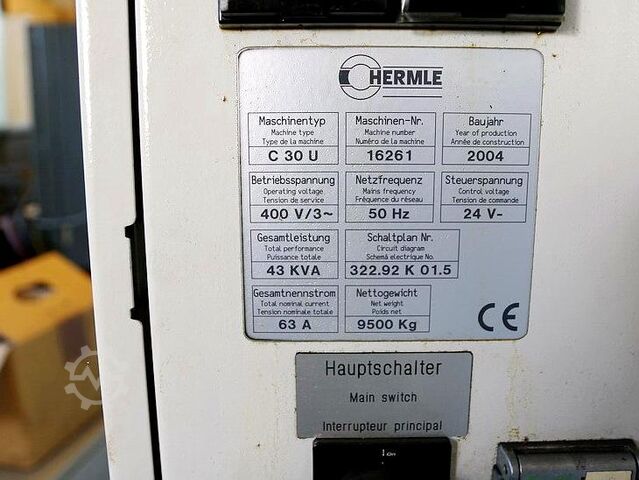 HERMLE
Maschinentyp
Machine type
Type de la machine
C 30 U
Maschinen-Nr.
Machine number
Numéro de la machine
16261
Baujahr
Year of production
Année de construction
2004
Betriebsspannung
Operating voltage
Tension de service
400 V/3~
Netzfrequenz
Mains frequency
Fréquence du réseau
50 Hz
Steuerspannung
Control voltage
Tension de commande
24 V-
Gesamtleistung
Total performance
Puissance totale
43 KVA
Schaltplan Nr.
Circuit diagram
Schemá electrique No.
322.92 K 01.5
Gesamtnennstrom
Total nominal current
Tension nominale totale
63 A
Nettogewicht
Net weight
Poids net
9500 Kg
CE
Hauptschalter
Main switch
Interrupteur principal
I On